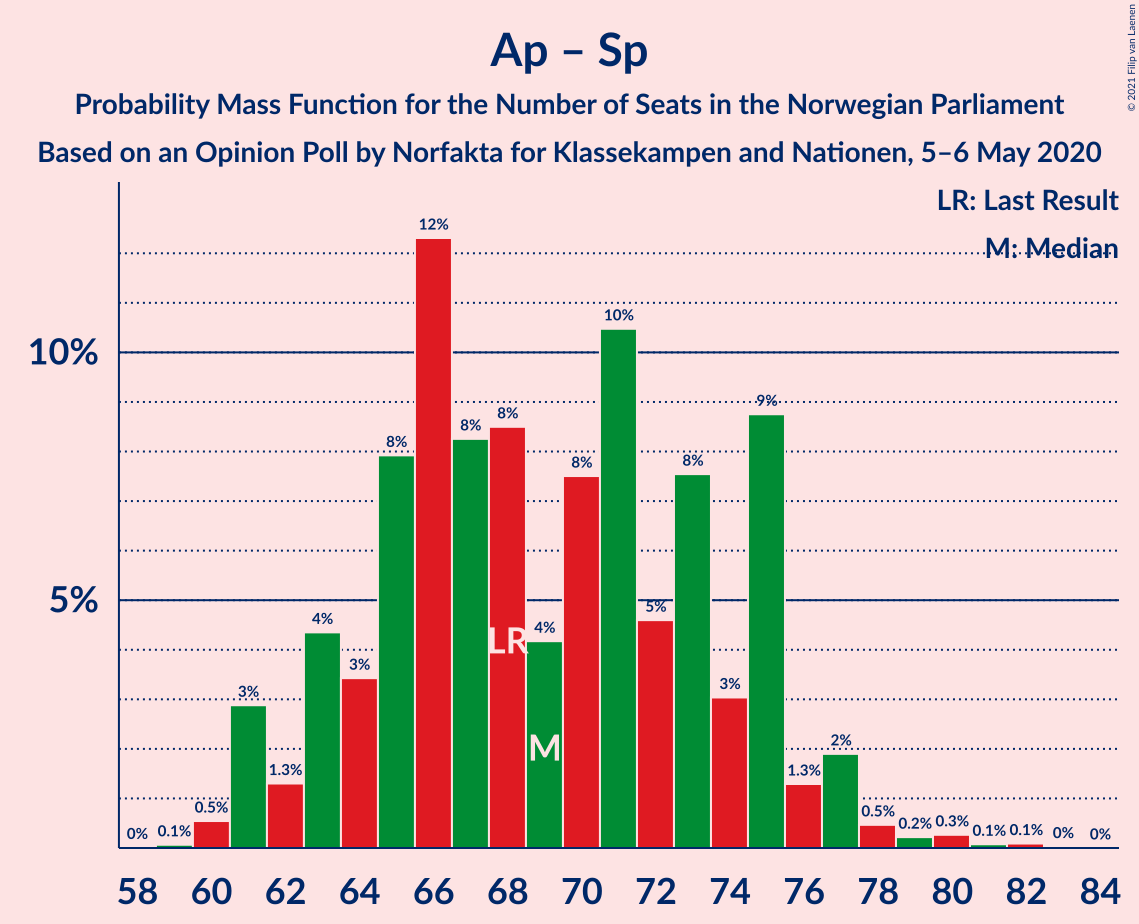 © 2021 Filip van Laenen
Ap – Sp
Probability Mass Function for the Number of Seats in the Norwegian Parliament
Based on an Opinion Poll by Norfakta for Klassekampen and Nationen, 5–6 May 2020
LR: Last Result
M: Median
10%
5%
0% 0.1% 0.5% 3% 1.3% 4% 3% 8% 12% 8% 8% 4% 8% 10% 5% 8% 3% 9% 1.3% 2% 0.5% 0.2% 0.3% 0.1% 0.1% 0% 0%
LR
M
58 60 62 64 66 68 70 72 74 76 78 80 82 84